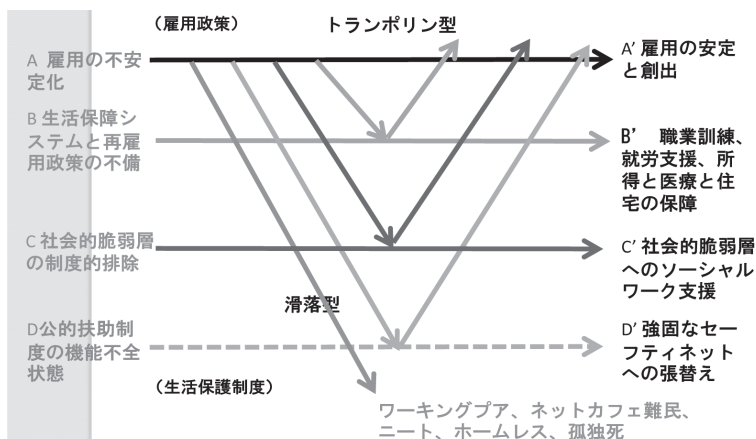 （雇用政策）
トランポリン型
A 雇用の不安
定化
A’ 雇用の安定
と創出
B 生活保障シ
ステムと再雇
用政策の不備
B’　職業訓練、
就労支援、所
得と医療と住
宅の保障
C 社会的脆弱層
の制度的排除
C’ 社会的脆弱層
へのソーシャル
ワーク支援
滑落型
D公的扶助制
度の機能不全
状態
D’ 強固なセー
フティネット
への張替え
（生活保護制度）
ワーキングプア、ネットカフェ難民、
ニート、ホームレス、孤独死